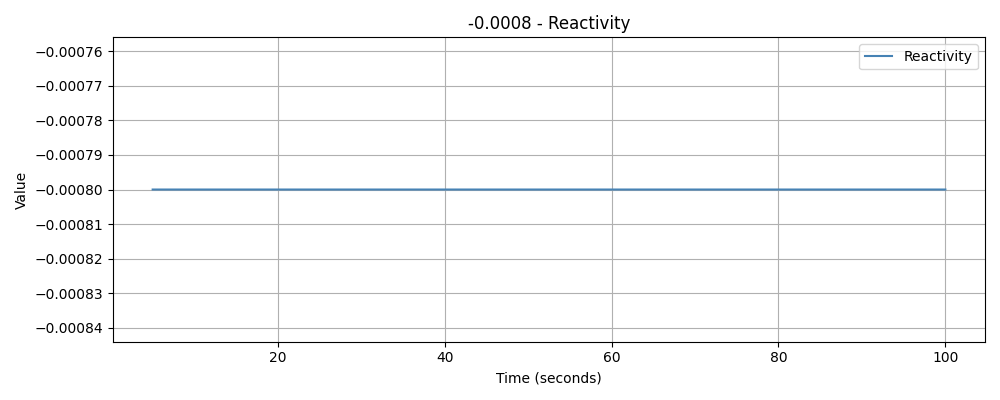 -0.0008 - Reactivity
Reactivity
−0.00076
−0.00077
−0.00078
−0.00079
−0.00080
−0.00081
−0.00082
−0.00083
−0.00084
Value
20 40 60 80 100
Time (seconds)